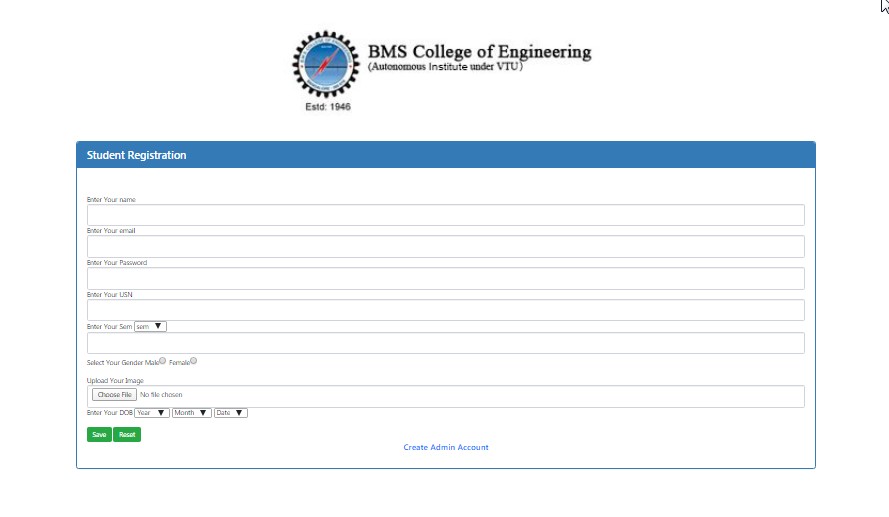 BMS College of Engineering
(Autonomous Institute under VTU)
Estd: 1946
Student Registration
Enter Your name
Enter Your email
Enter Your Password
Enter Your USN
Enter Your Sem sem
Select Your Gender Male Female
Upload Your Image
Choose File No file chosen
Enter Your DOB Year Month Date
Save Reset
Create Admin Account